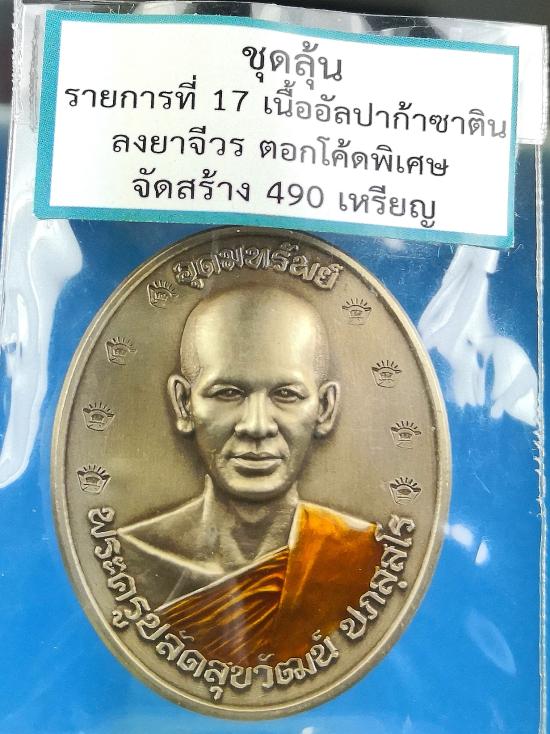 ชุดลุ้น
รายการที่ 17 เนื้ออัลปาก้าซาติน
ลงยาจีวร ตอกโค้ดพิเศษ
จัดสร้าง 490 เหรียญ
อุดมทรัพย์
พระครูปลัดสุขวัฒน์ ปภสฺสโร